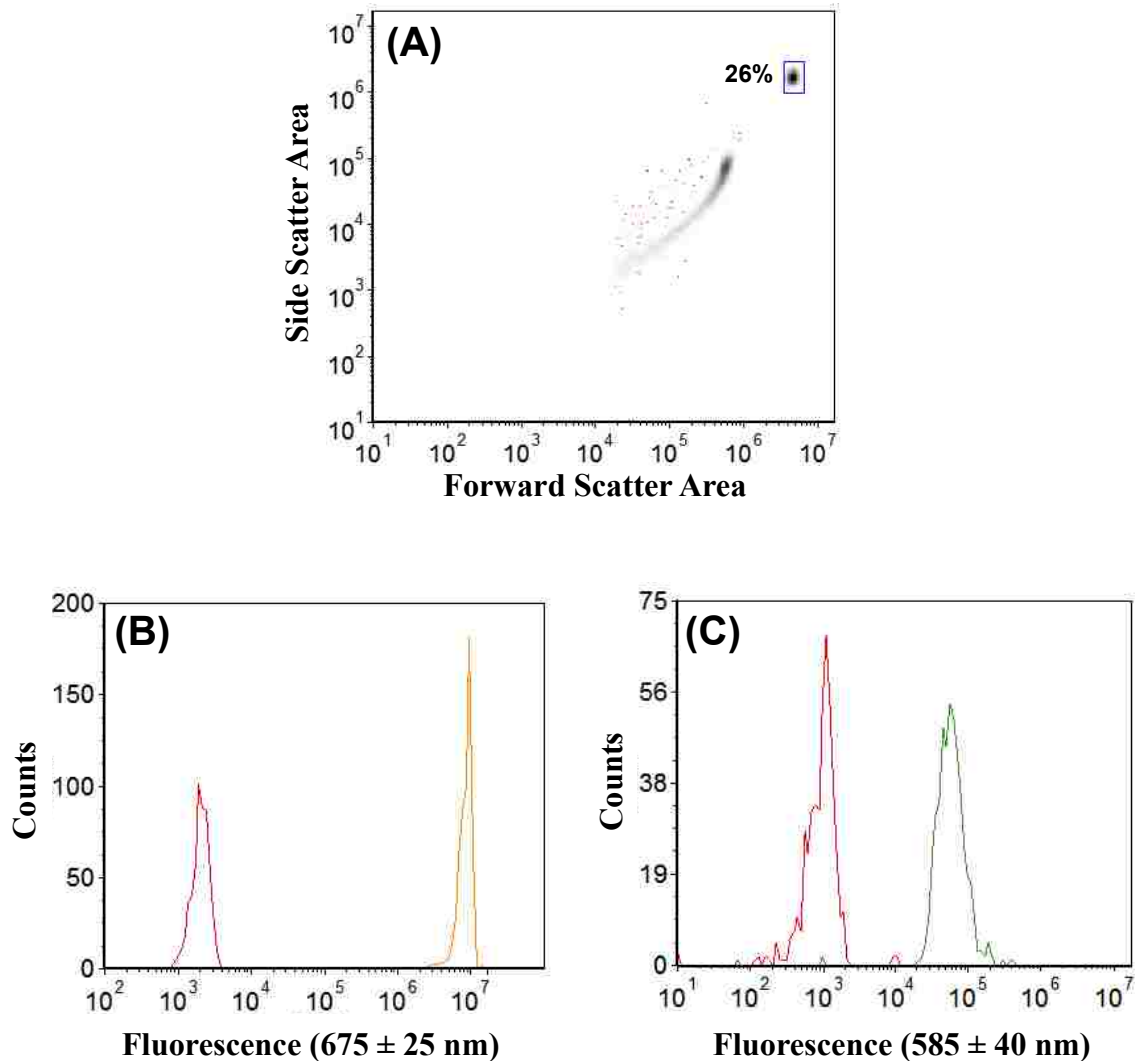 (A)
26%
10^7
10^6
10^5
10^4
10^3
10^2
10^1
Side Scatter Area
10^1 10^2 10^3 10^4 10^5 10^6 10^7
Forward Scatter Area
(B)
200
150
100
50
0
Counts
10^2 10^3 10^4 10^5 10^6 10^7
Fluorescence (675 ± 25 nm)
(C)
75
56
38
19
0
Counts
10^1 10^2 10^3 10^4 10^5 10^6 10^7
Fluorescence (585 ± 40 nm)